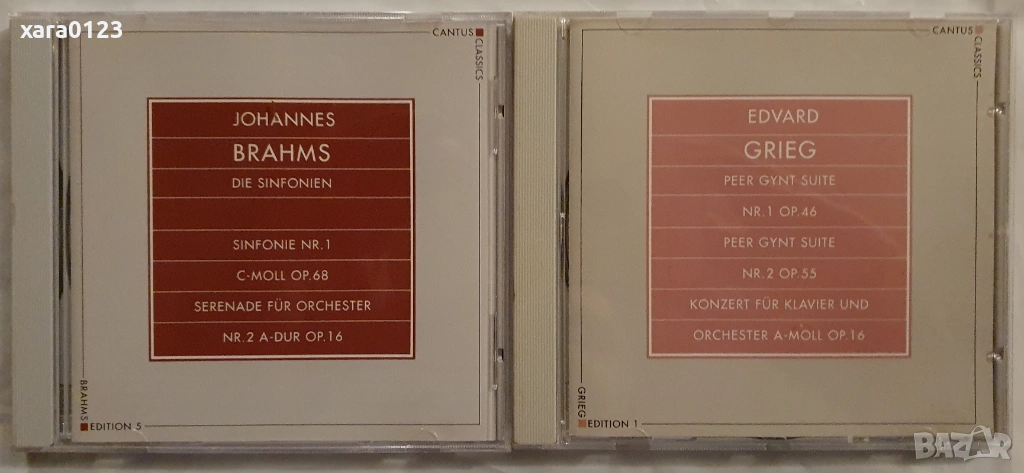 xara0123
CANTUS
CLASSICS
JOHANNES
BRAHMS
DIE SINFONIEN
SINFONIE NR.1
C-MOLL OP.68
SERENADE FÜR ORCHESTER
NR.2 A-DUR OP.16
BRAHMS
EDITION 5
CANTUS
CLASSICS
EDVARD
GRIEG
PEER GYNT SUITE
NR.1 OP.46
PEER GYNT SUITE
NR.2 OP.55
KONZERT FÜR KLAVIER UND
ORCHESTER A-MOLL OP.16
GRIEG
EDITION 1
BAZAR